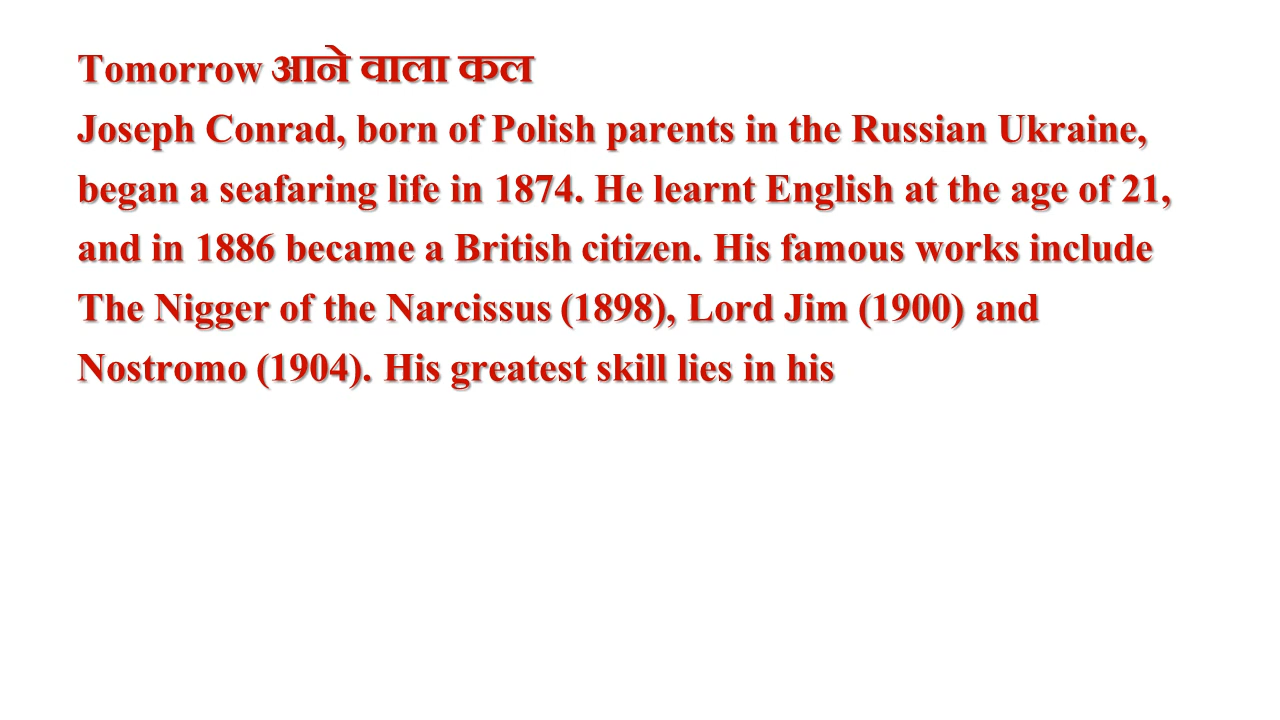 Tomorrow आने वाला कल
Joseph Conrad, born of Polish parents in the Russian Ukraine,
began a seafaring life in 1874. He learnt English at the age of 21,
and in 1886 became a British citizen. His famous works include
The Nigger of the Narcissus (1898), Lord Jim (1900) and
Nostromo (1904). His greatest skill lies in his